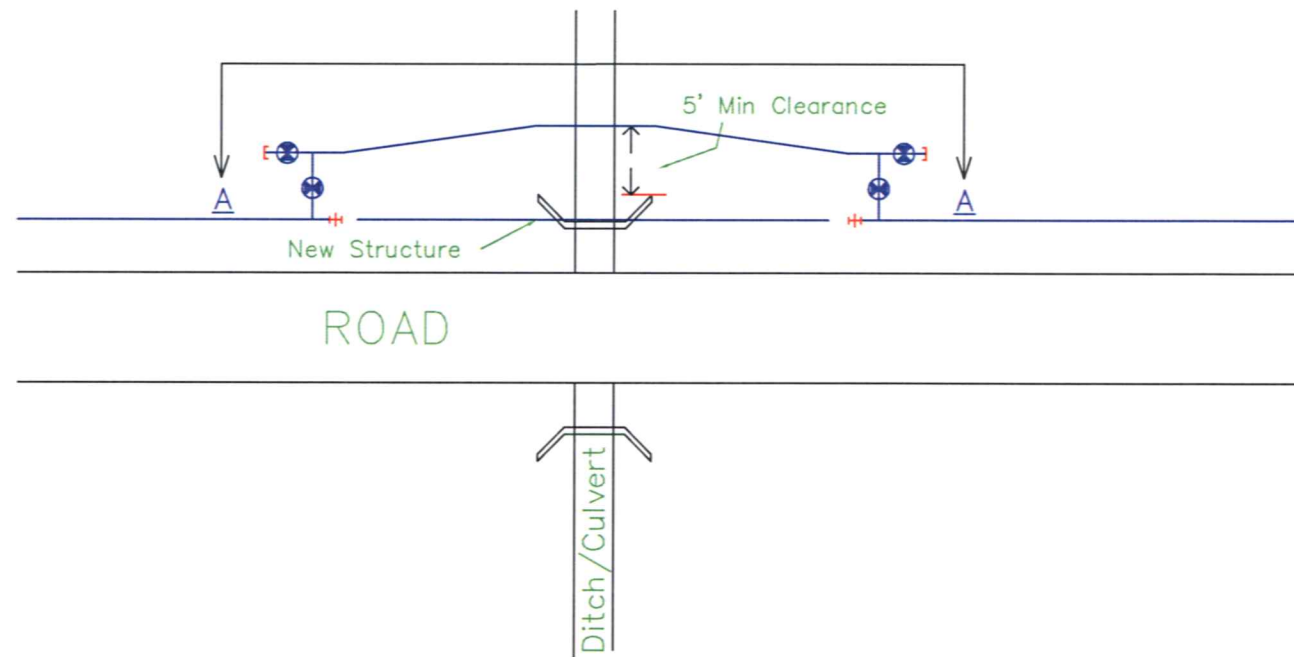 5' Min Clearance
A
A
New Structure
ROAD
Ditch/Culvert